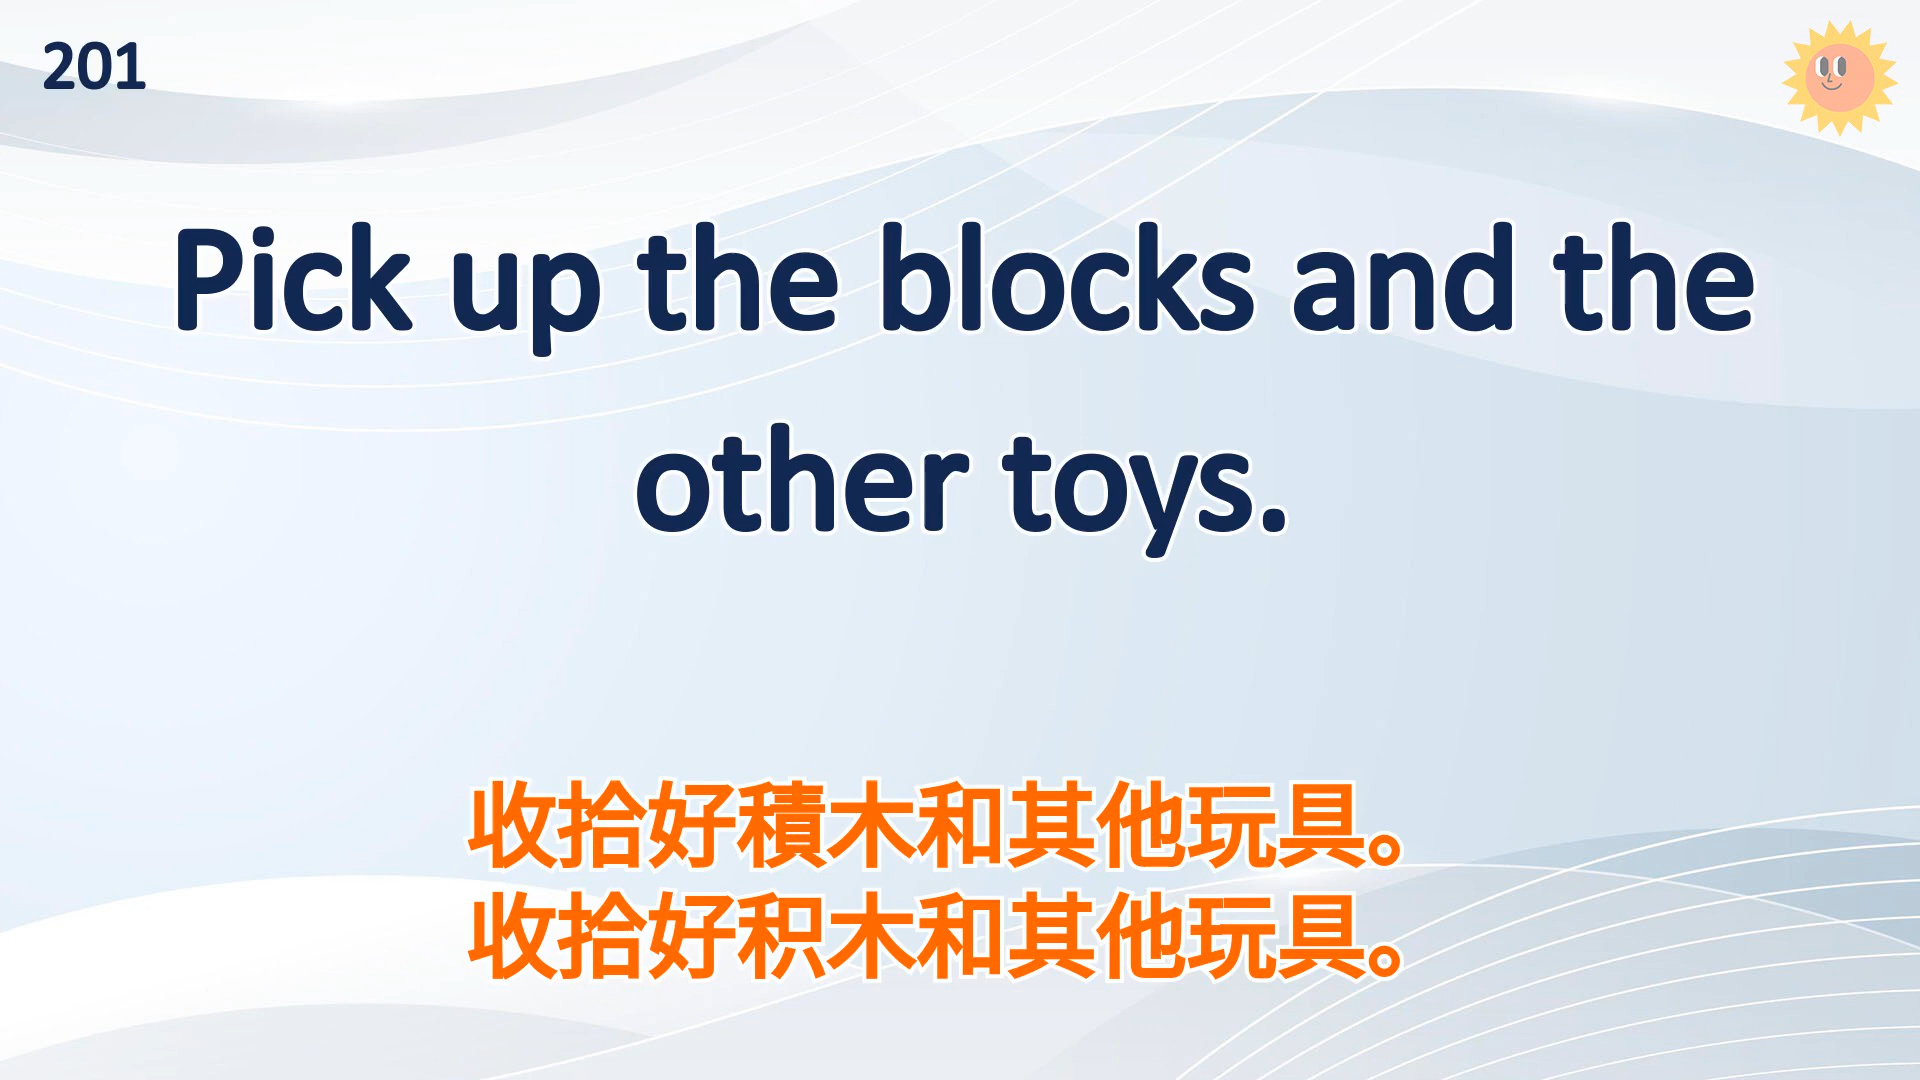 201
Pick up the blocks and the
other toys.
收拾好積木和其他玩具。
收拾好积木和其他玩具。